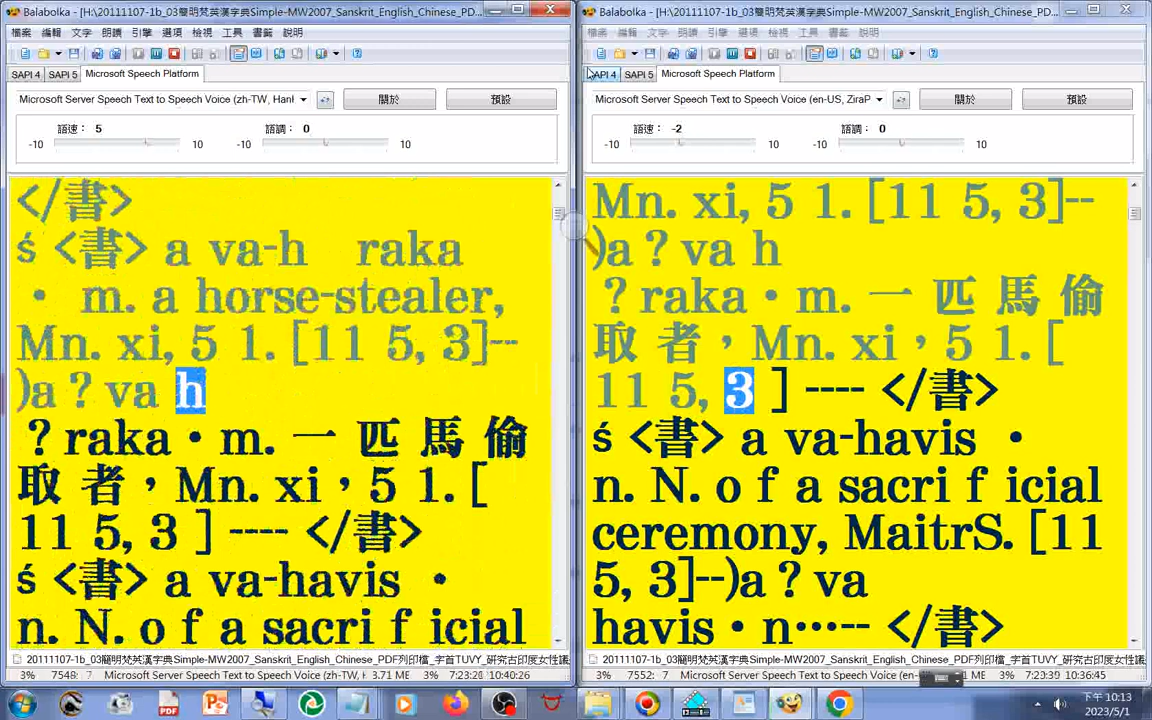 Balabolka - [H:\20111107-1b_03簡明梵英漢字典Simple-MW2007_Sanskrit_English_Chinese_PD...
檔案 編輯 文字 朗讀 引擎 選項 檢視 工具 書籤 說明
SAPI 4 SAPI 5 Microsoft Speech Platform
Microsoft Server Speech Text to Speech Voice (zh-TW, HanH
關於 預設
語速： 5 語調： 0
-10 10 -10 10
</書>
ś <書> a va-h raka
• m. a horse-stealer,
Mn. xi, 5 1. [11 5, 3]--
)a ? va h
? raka • m. 一 匹 馬 偷
取 者，Mn. xi，5 1. [
11 5, 3 ] ---- </書>
ś <書> a va-havis •
n. N. o f a sacri f icial
20111107-1b_03簡明梵英漢字典Simple-MW2007_Sanskrit_English_Chinese_PDF列印檔_字首TUVY_研究古印度女性議
3% 7548: 7 Microsoft Server Speech Text to Speech Voice (zh-TW, 3.71 ME 3% 7:23:28 10:40:26
Balabolka - [H:\20111107-1b_03簡明梵英漢字典Simple-MW2007_Sanskrit_English_Chinese_PD...
檔案 編輯 文字 朗讀 引擎 選項 檢視 工具 書籤 說明
SAPI 4 SAPI 5 Microsoft Speech Platform
Microsoft Server Speech Text to Speech Voice (en-US, ZiraP
關於 預設
語速： -2 語調： 0
-10 10 -10 10
Mn. xi, 5 1. [11 5, 3]--
)a ? va h
? raka • m. 一 匹 馬 偷
取 者，Mn. xi，5 1. [
11 5, 3 ] ---- </書>
ś <書> a va-havis •
n. N. o f a sacri f icial
ceremony, MaitrS. [11
5, 3]--)a ? va
havis • n…-- </書>
20111107-1b_03簡明梵英漢字典Simple-MW2007_Sanskrit_English_Chinese_PDF列印檔_字首TUVY_研究古印度女性議
3% 7552: 7 Microsoft Server Speech Text to Speech Voice (en-US, ME 3% 7:23:39 10:36:45
下午 10:13
2023/5/1